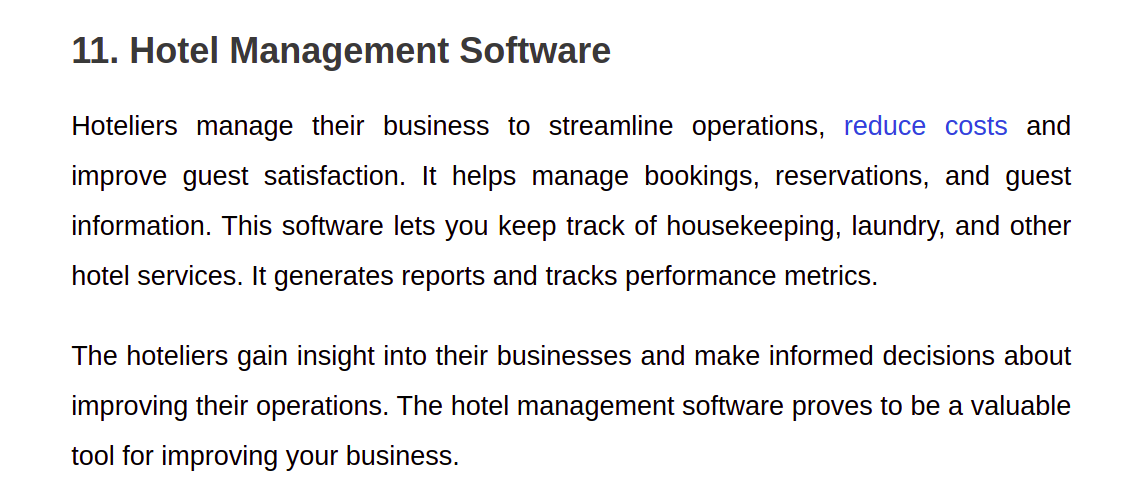 11. Hotel Management Software
Hoteliers manage their business to streamline operations, reduce costs and
improve guest satisfaction. It helps manage bookings, reservations, and guest
information. This software lets you keep track of housekeeping, laundry, and other
hotel services. It generates reports and tracks performance metrics.
The hoteliers gain insight into their businesses and make informed decisions about
improving their operations. The hotel management software proves to be a valuable
tool for improving your business.